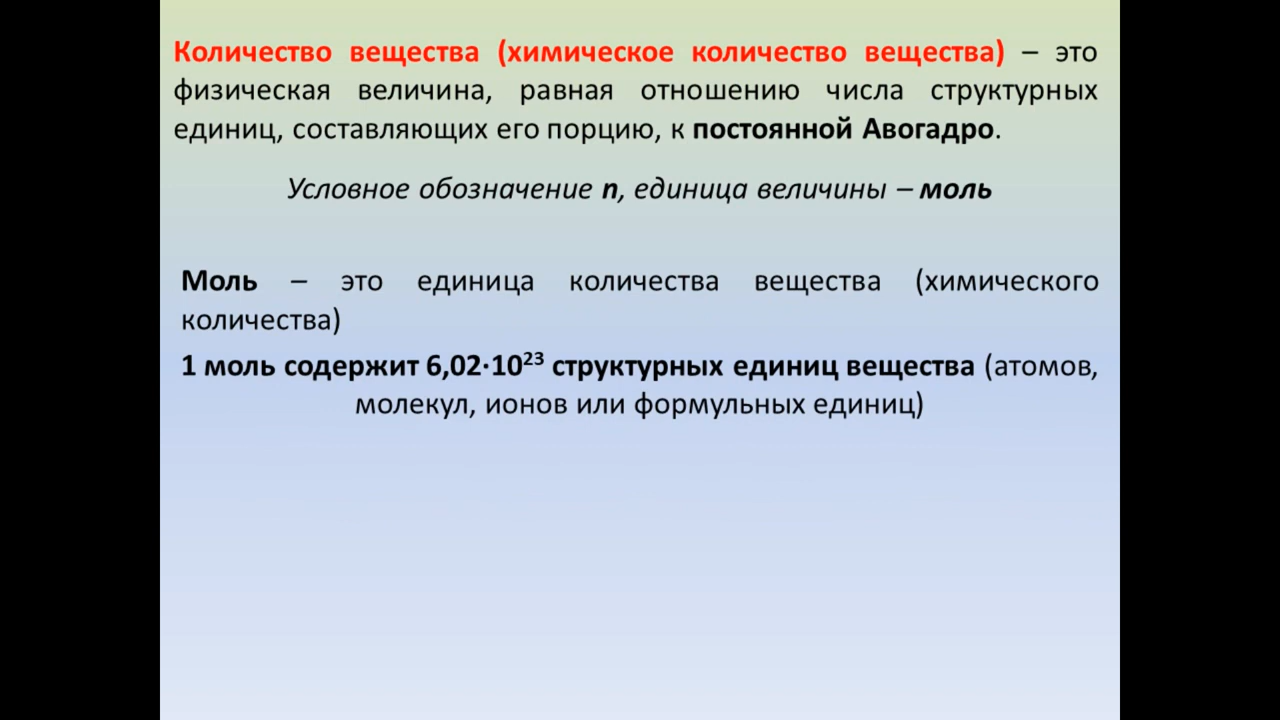 Количество вещества (химическое количество вещества) – это
физическая величина, равная отношению числа структурных
единиц, составляющих его порцию, к постоянной Авогадро.
Условное обозначение n, единица величины – моль
Моль – это единица количества вещества (химического
количества)
1 моль содержит 6,02·10²³ структурных единиц вещества (атомов,
молекул, ионов или формульных единиц)